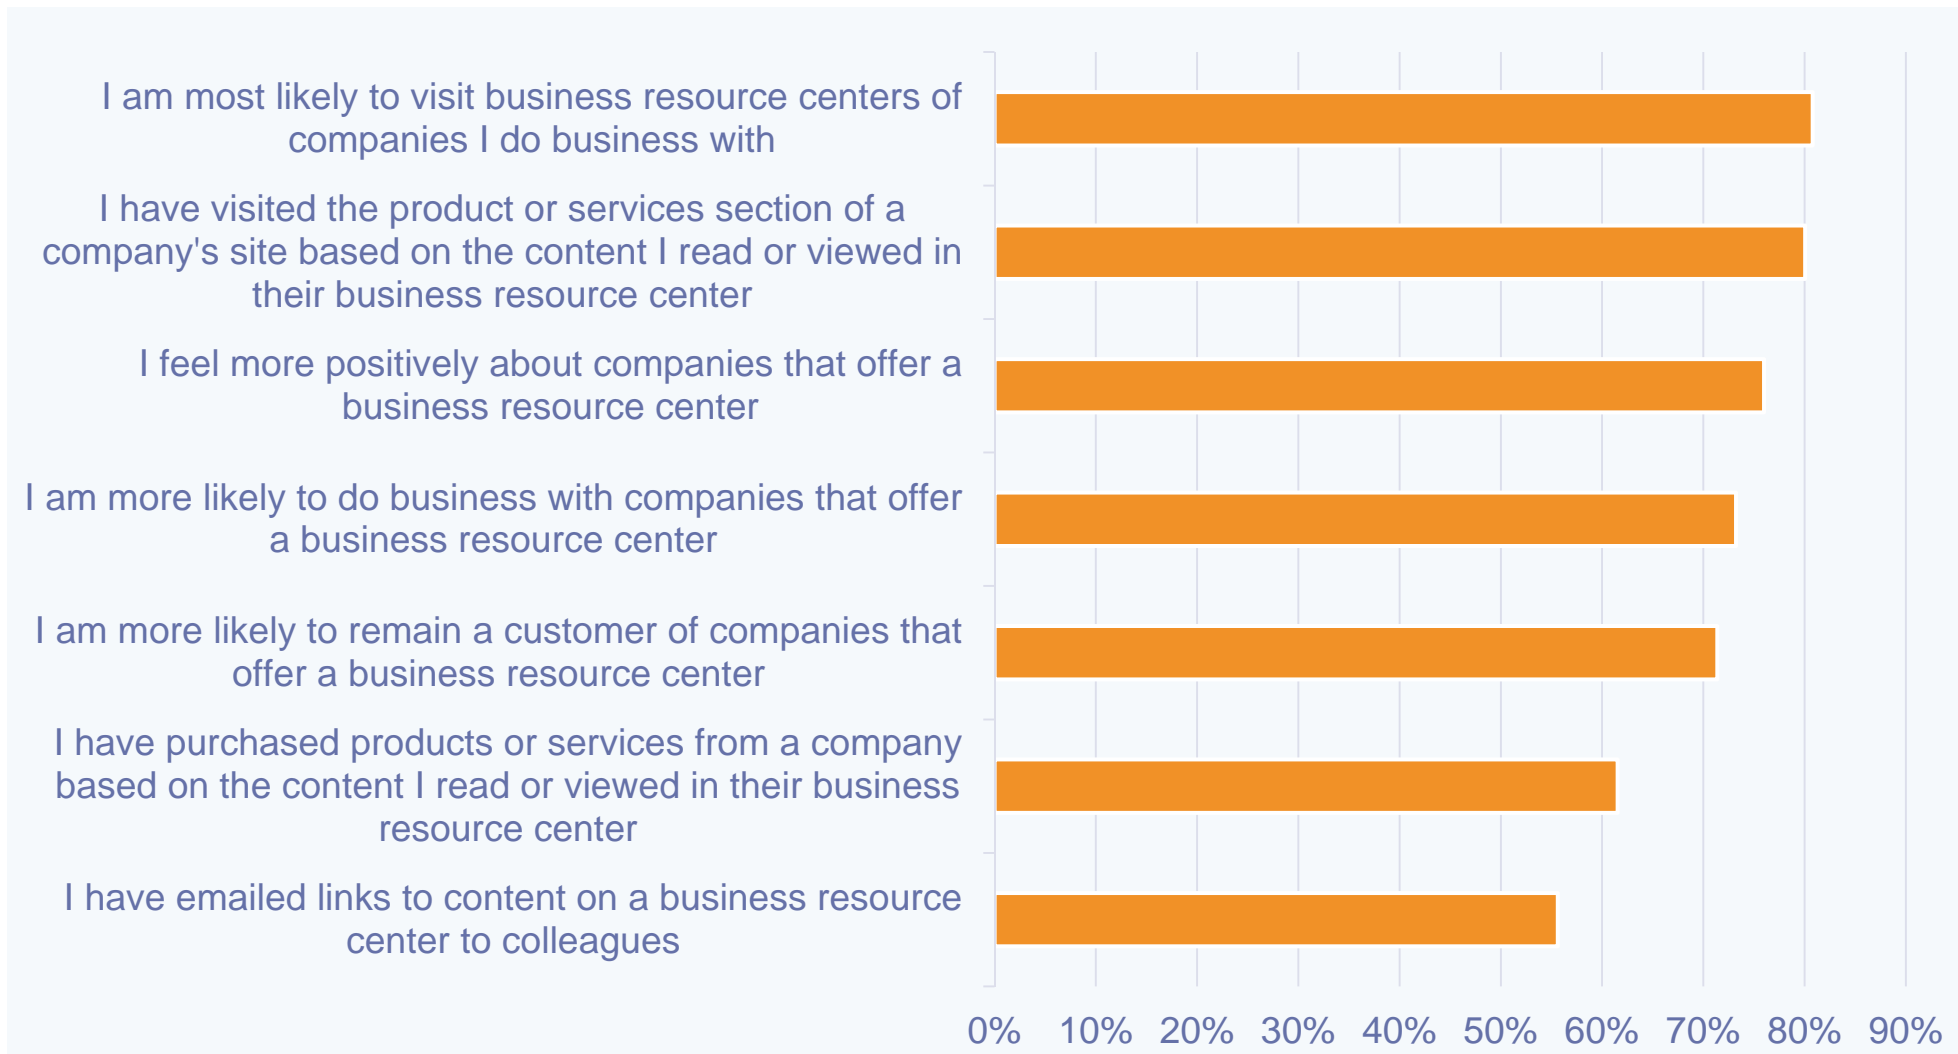 I am most likely to visit business resource centers of
companies I do business with
I have visited the product or services section of a
company's site based on the content I read or viewed in
their business resource center
I feel more positively about companies that offer a
business resource center
I am more likely to do business with companies that offer
a business resource center
I am more likely to remain a customer of companies that
offer a business resource center
I have purchased products or services from a company
based on the content I read or viewed in their business
resource center
I have emailed links to content on a business resource
center to colleagues
0% 10% 20% 30% 40% 50% 60% 70% 80% 90%